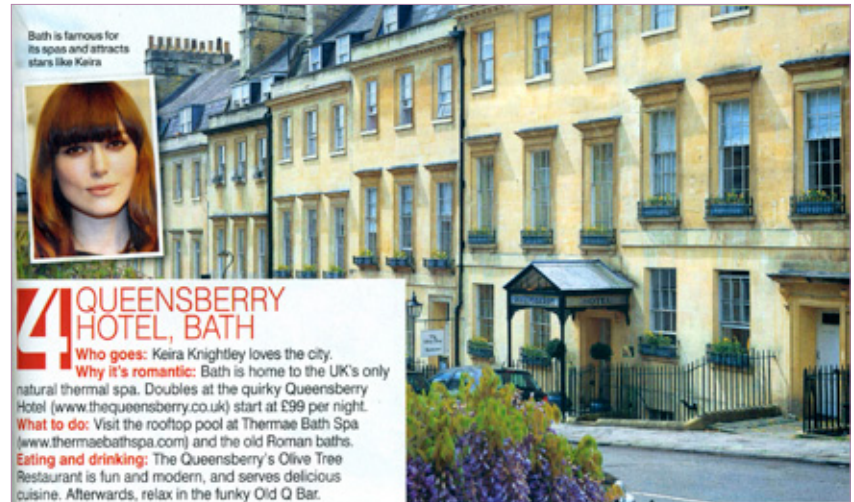 Bath is famous for
its spas and attracts
stars like Keira
4
QUEENSBERRY
HOTEL, BATH
Who goes: Keira Knightley loves the city.
Why it's romantic: Bath is home to the UK's only
natural thermal spa. Doubles at the quirky Queensberry
Hotel (www.thequeensberry.co.uk) start at £99 per night.
What to do: Visit the rooftop pool at Thermae Bath Spa
(www.thermaebathspa.com) and the old Roman baths.
Eating and drinking: The Queensberry's Olive Tree
Restaurant is fun and modern, and serves delicious
cuisine. Afterwards, relax in the funky Old Q Bar.
HOTEL